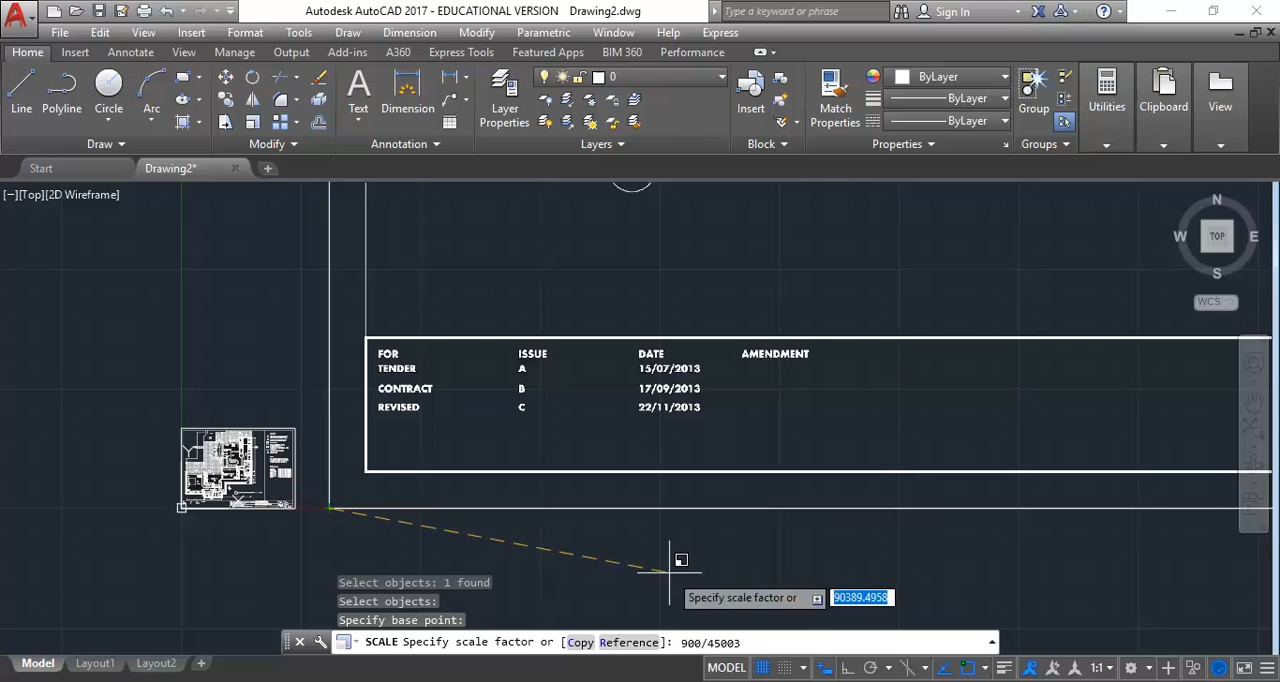 Autodesk AutoCAD 2017 - EDUCATIONAL VERSION Drawing2.dwg
Type a keyword or phrase
Sign In
File Edit View Insert Format Tools Draw Dimension Modify Parametric Window Help Express
Home Insert Annotate View Manage Output Add-ins A360 Express Tools Featured Apps BIM 360 Performance
0
ByLayer
Line Polyline Circle Arc Text Dimension Layer Properties Insert Match Properties ByLayer Group Utilities Clipboard View
ByLayer
Draw Modify Annotation Layers Block Properties Groups
Start Drawing2*
[−][Top][2D Wireframe]
N
W TOP E
S
WCS
FOR ISSUE DATE AMENDMENT
TENDER A 15/07/2013
CONTRACT B 17/09/2013
REVISED C 22/11/2013
Select objects: 1 found
Select objects:
Specify base point:
Specify scale factor or 90389.4958
SCALE Specify scale factor or [Copy Reference]: 900/45003
Model Layout1 Layout2
MODEL 1:1